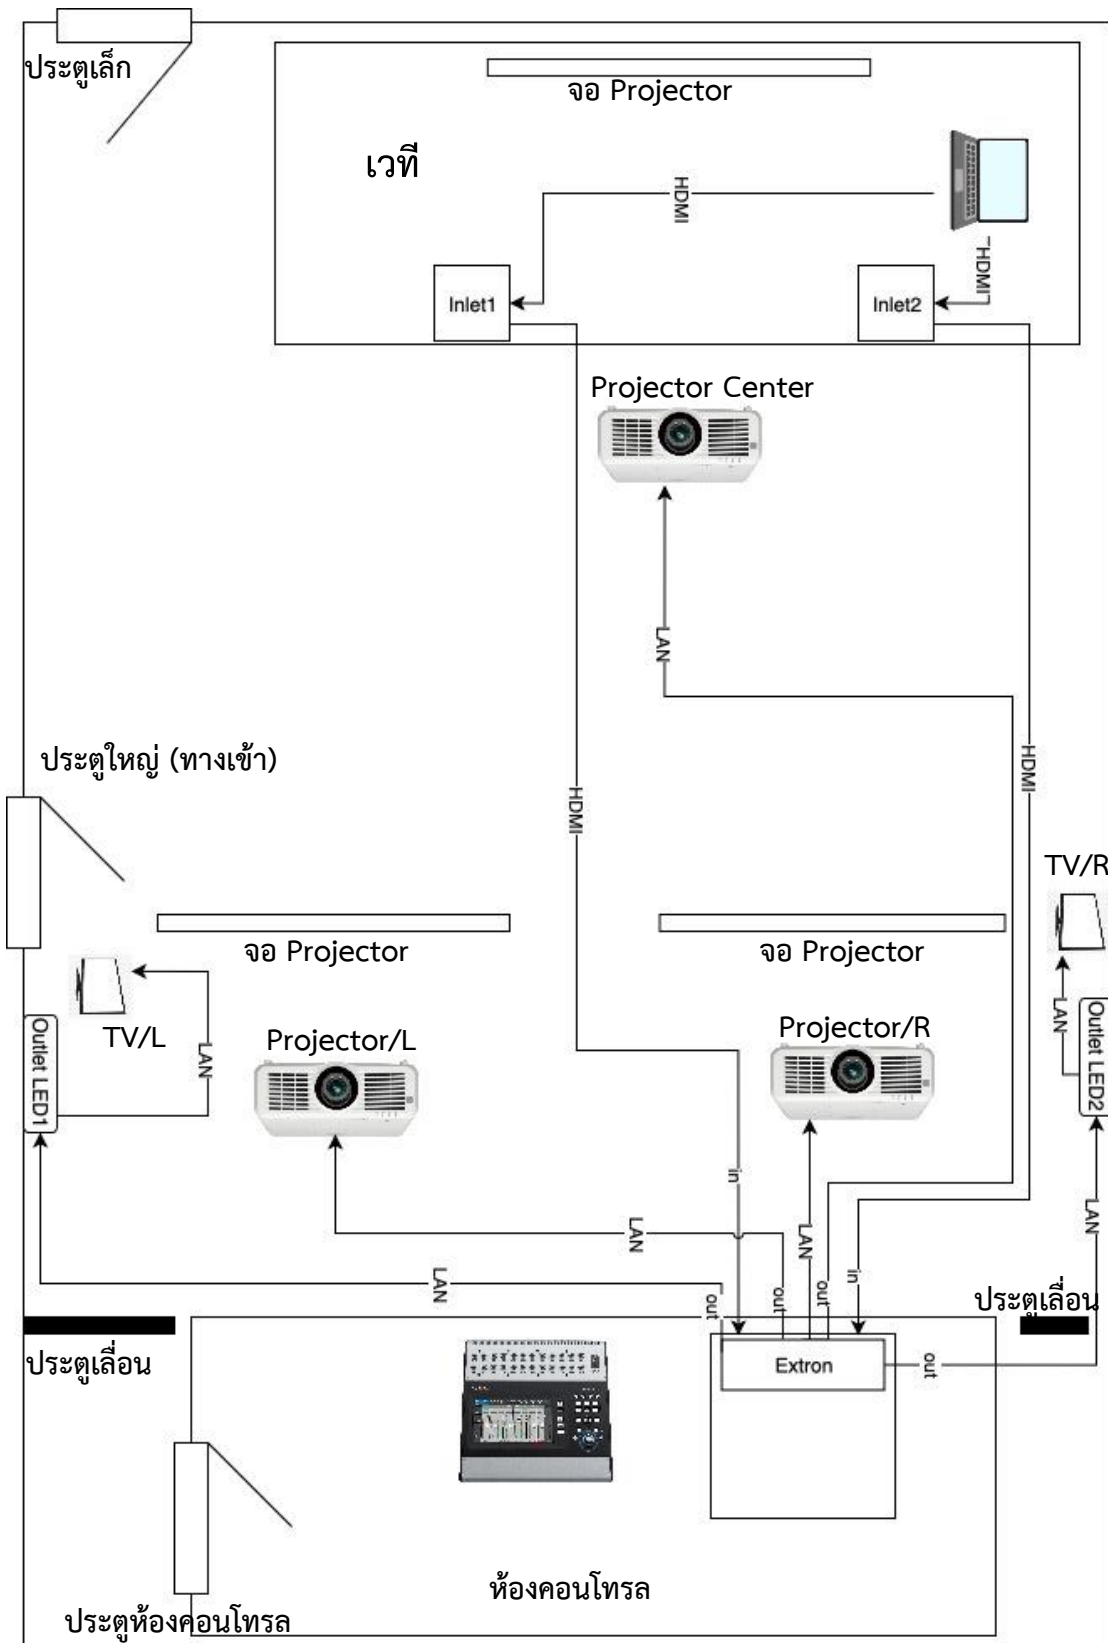 ประตูเล็ก
จอ Projector
เวที
HDMI
HDMI
Inlet1
Inlet2
Projector Center
LAN
ประตูใหญ่ (ทางเข้า)
HDMI
HDMI
TV/R
จอ Projector
จอ Projector
TV/L
Outlet LED1
LAN
Projector/L
Projector/R
LAN
Outlet LED2
in
LAN
LAN
LAN
LAN
in
out
out
out
ประตูเลื่อน
ประตูเลื่อน
Extron
out
ห้องคอนโทรล
ประตูห้องคอนโทรล